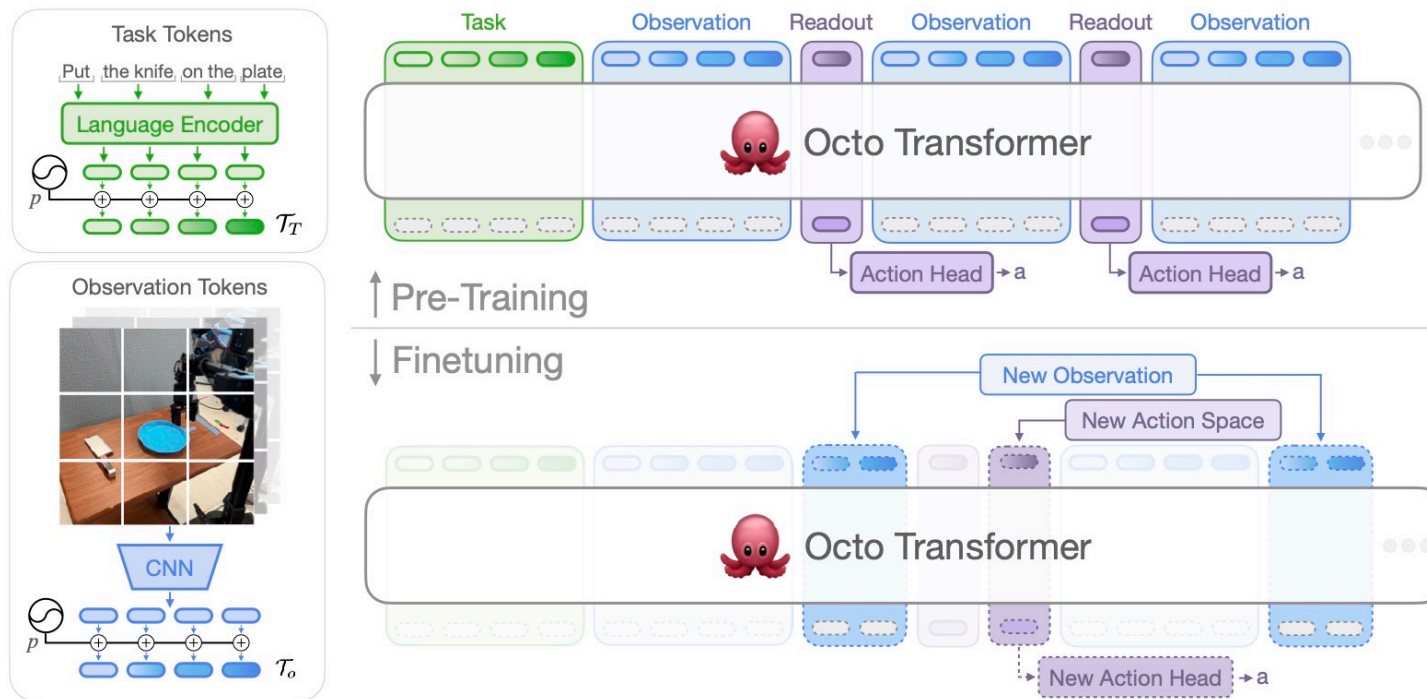 Task Tokens
Put the knife on the plate
Language Encoder
p
𝒯_T
Observation Tokens
CNN
p
𝒯_o
Task Observation Readout Observation Readout Observation
Octo Transformer
Action Head a Action Head a
Pre-Training
Finetuning
New Observation
New Action Space
Octo Transformer
New Action Head a